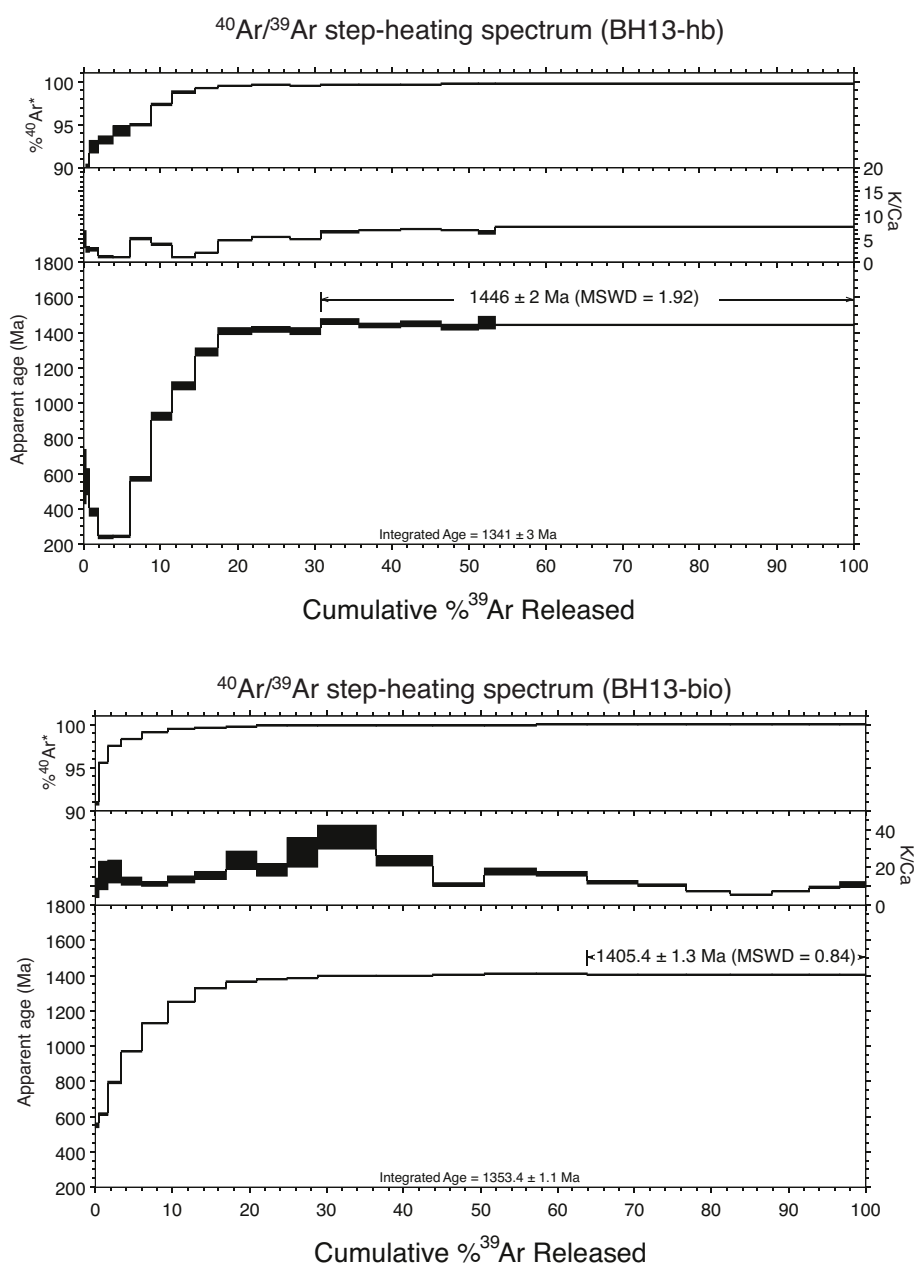 ⁴⁰Ar/³⁹Ar step-heating spectrum (BH13-hb)
100
95
90
%⁴⁰Ar*
20
15
10
5
0
K/Ca
1800
1600
1400
1200
1000
800
600
400
200
Apparent age (Ma)
1446 ± 2 Ma (MSWD = 1.92)
Integrated Age = 1341 ± 3 Ma
0 10 20 30 40 50 60 70 80 90 100
Cumulative %³⁹Ar Released
⁴⁰Ar/³⁹Ar step-heating spectrum (BH13-bio)
100
95
90
%⁴⁰Ar*
40
20
0
K/Ca
1800
1600
1400
1200
1000
800
600
400
200
Apparent age (Ma)
1405.4 ± 1.3 Ma (MSWD = 0.84)
Integrated Age = 1353.4 ± 1.1 Ma
0 10 20 30 40 50 60 70 80 90 100
Cumulative %³⁹Ar Released